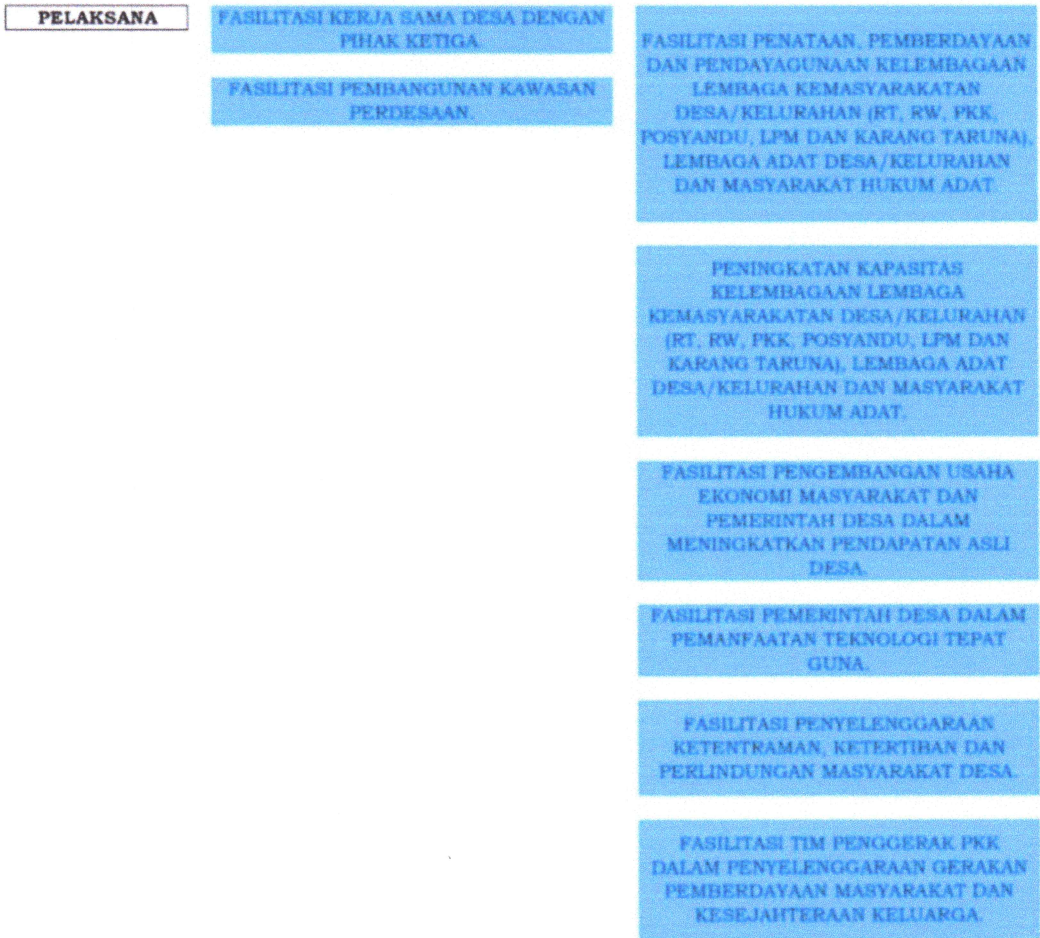 PELAKSANA
FASILITASI KERJA SAMA DESA DENGAN
PIHAK KETIGA.
FASILITASI PEMBANGUNAN KAWASAN
PERDESAAN.
FASILITASI PENATAAN, PEMBERDAYAAN
DAN PENDAYAGUNAAN KELEMBAGAAN
LEMBAGA KEMASYARAKATAN
DESA/KELURAHAN (RT, RW, PKK,
POSYANDU, LPM DAN KARANG TARUNA),
LEMBAGA ADAT DESA/KELURAHAN
DAN MASYARAKAT HUKUM ADAT.
PENINGKATAN KAPASITAS
KELEMBAGAAN LEMBAGA
KEMASYARAKATAN DESA/KELURAHAN
(RT, RW, PKK, POSYANDU, LPM DAN
KARANG TARUNA), LEMBAGA ADAT
DESA/KELURAHAN DAN MASYARAKAT
HUKUM ADAT.
FASILITASI PENGEMBANGAN USAHA
EKONOMI MASYARAKAT DAN
PEMERINTAH DESA DALAM
MENINGKATKAN PENDAPATAN ASLI
DESA.
FASILITASI PEMERINTAH DESA DALAM
PEMANFAATAN TEKNOLOGI TEPAT
GUNA.
FASILITASI PENYELENGGARAAN
KETENTRAMAN, KETERTIBAN DAN
PERLINDUNGAN MASYARAKAT DESA.
FASILITASI TIM PENGGERAK PKK
DALAM PENYELENGGARAAN GERAKAN
PEMBERDAYAAN MASYARAKAT DAN
KESEJAHTERAAN KELUARGA.